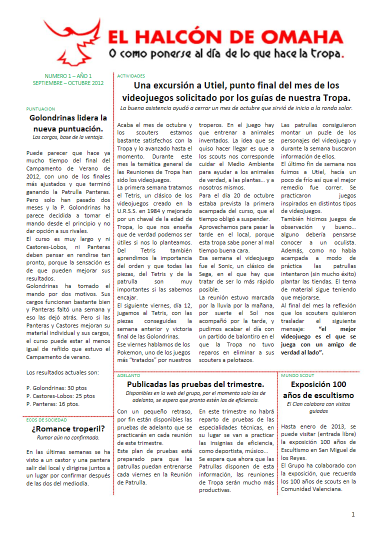 EL HALCÓN DE OMAHA
O como ponerse al día de lo que hace la tropa.
NUMERO 1 – AÑO 1
SEPTIEMBRE – OCTUBRE 2012
PUNTUACION
Golondrinas lidera la
nueva puntuación.
Los cargos, base de la ventaja.
Puede parecer que hace ya
mucho tiempo del final del
Campamento de Verano de
2012, con uno de los finales
más ajustados y que terminó
ganando la Patrulla Panteras.
Pero solo han pasado dos
meses y la P. Golondrinas ha
parece decidida a tomar el
mando desde el principio y no
dar opcion a sus rivales.
El curso es muy largo y ni
Castores-Lobos, ni Panteras
deben pensar en rendirse tan
pronto, porque la sensación es
de que pueden mejorar sus
resultados.
Golondrinas ha tomado el
mando por dos motivos. Sus
cargos funcionan bastante bien
y Panteras falto una semana y
eso las dejó atrás. Pero si las
Panteras y Castores mejoran su
material individual y sus cargos,
el curso puede estar al menos
igual de reñido que estuvo el
Campamento de verano.
Los resultados actuales son:
P. Golondrinas: 30 ptos
P. Castores-Lobos: 25 ptos
P. Panteras: 16 ptos.
ECOS DE SOCIEDAD
¿Romance troperil?
Rumor aún no confirmado.
En las últimas semanas se ha
visto a un castor y una pantera
salir del local y dirigirse juntos a
un lugar por confirmar después
de las dos del mediodía.
ACTIVIDADES
Una excursión a Utiel, punto final del mes de los
videojuegos solicitado por los guías de nuestra Tropa.
La buena asistencia ayudó a cerrar un mes de octubre que sirvió de inicio a la ronda solar.
Acaba el mes de octubre y
los scouters estamos
bastante satisfechos con la
Tropa y lo avanzado hasta el
momento. Durante este
mes la temática general de
las Reuniones de Tropa han
sido los videojuegos.
La primera semana tratamos
el Tetris, un clásico de los
videojuegos creado en la
U.R.S.S. en 1984 y mejorado
por un chaval de la edad de
Tropa, lo que nos enseña
que de verdad podemos ser
útiles si nos lo planteamos.
Del Tetris también
aprendimos la importancia
del orden y que todas las
piezas, del Tetris y de la
patrulla son muy
importantes si las sabemos
encajar.
El siguiente viernes, día 12,
jugamos al Tetris, con las
piezas conseguidas la
semana anterior y victoria
final de las Golondrinas.
Ese viernes hablamos de los
Pokemon, uno de los juegos
más “tratados” por nuestros
troperos. En el juego hay
que entrenar a animales
inventados. La idea que se
quiso hacer llegar es que a
los scouts nos corresponde
cuidar el Medio Ambiente
para ayudar a los animales
de verdad, a las plantas.. y a
nosotros mismos.
Para el día 20 de octubre
estaba prevista la primera
acampada del curso, que el
tiempo obligó a suspender.
Aprovechamos para pasar la
tarde en el local, porque
esta tropa sabe poner al mal
tiempo buena cara.
Esa semana el videojuego
fue el Sonic, un clásico de
Sega, en el que hay que
tratar de ser lo más rápido
posible.
La reunión estuvo marcada
por la lluvia de la mañana,
por suerte el Sol nos
acompañó por la tarde, y
pudimos acabar el día con
un partido de balontiro en el
que la Tropa no tuvo
reparos en eliminar a sus
scouters a pelotazos.
Las patrullas consiguieron
montar un puzle de los
personajes del videojuego y
durante la semana buscaron
información de ellos.
El último fin de semana nos
fuimos a Utiel, hacía un
poco de frío así que el mejor
remedio fue correr. Se
practicaron juegos
inspirados en distintos tipos
de videojuegos.
También hicimos juegos de
observación y bueno…
alguno debería pensarse
conocer a un oculista.
Además, como no había
acampada a modo de
práctica las patrullas
intentaron (con mucho éxito)
plantar las tiendas. El tema
de material sigue teniendo
que mejorarse.
Al final del mes la reflexión
que los scouters quisieron
trasladar el siguiente
mensaje: “el mejor
videojuego es el que se
juega con un amigo de
verdad al lado”.
ADELANTO
Publicadas las pruebas del trimestre.
Disponibles en la web del grupo, por el momento sólo las de
adelanto, se espera que pronto estén las de eficiencia.
Con un pequeño retraso,
por fin están disponibles las
pruebas de adelanto que se
practicarán en cada reunión
de este trimestre.
Este plan de pruebas está
preparado para que las
patrullas puedan entrenarse
cada viernes en la Reunión
de Patrulla.
En este trimestre no habrá
reparto de pruebas de las
especialidades técnicas, en
su lugar se van a practicar
las insignias de eficiencia,
como deportista, músico…
Se espera que ahora que las
Patrullas disponen de esta
información, las reuniones
de Tropa serán mucho más
productivas.
MUNDO SCOUT
Exposición 100
años de escultismo
El Clan colaboro con visitas
guiadas
Hasta enero de 2013, se
puede visitar (entrada libre)
la exposición 100 años de
Escultismo en San Miguel de
los Reyes.
El Grupo ha colaborado con
la exposición, que recuerda
los 100 años de scouts en la
Comunidad Valenciana.
1